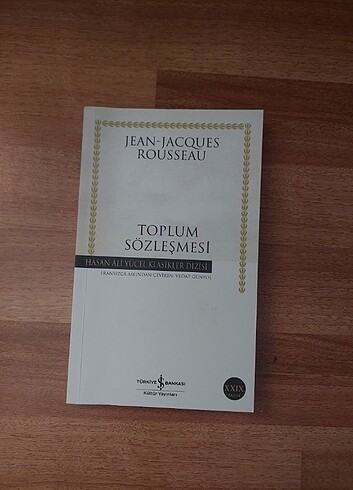 JEAN-JACQUES
ROUSSEAU
TOPLUM
SÖZLEŞMESİ
HASAN ÂLİ YÜCEL KLASİKLER DİZİSİ
FRANSIZCA ASLINDAN ÇEVİREN: VEDAT GÜNYOL
TÜRKİYE İŞ BANKASI
Kültür Yayınları
XXIX
BASIM